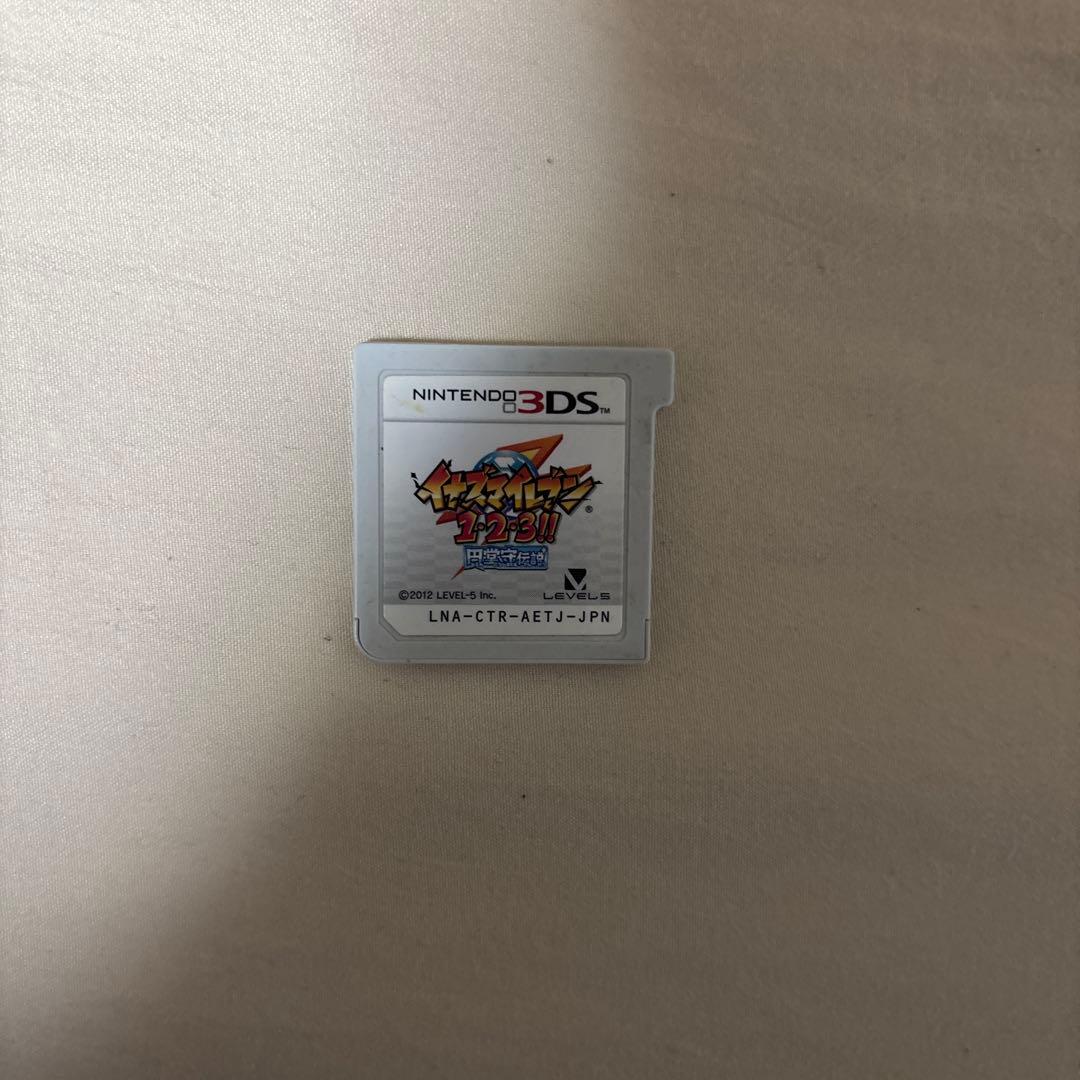 NINTENDO 3DS™
イナズマイレブン®
1・2・3!!
円堂守伝説
LEVEL5
©2012 LEVEL-5 Inc.
LNA-CTR-AETJ-JPN